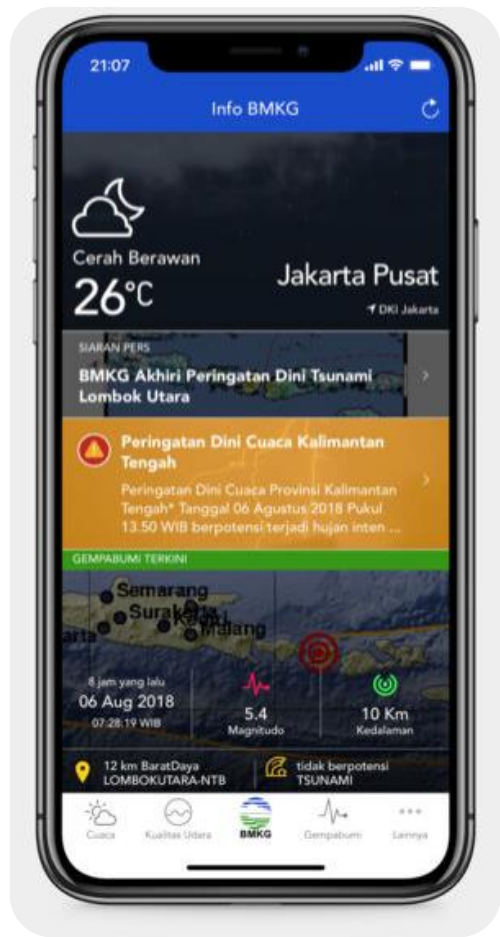 21:07
Info BMKG
Cerah Berawan
26°C
Jakarta Pusat
DKI Jakarta
SIARAN PERS
BMKG Akhiri Peringatan Dini Tsunami
Lombok Utara
Peringatan Dini Cuaca Kalimantan
Tengah
Peringatan Dini Cuaca Provinsi Kalimantan
Tengah* Tanggal 06 Agustus 2018 Pukul
13.50 WIB berpotensi terjadi hujan inten ...
GEMPABUMI TERKINI
Semarang
Surakarta
Kediri
Malang
arta
8 jam yang lalu
06 Aug 2018
07:28:19 WIB
5.4
Magnitudo
10 Km
Kedalaman
12 km BaratDaya
LOMBOKUTARA-NTB
tidak berpotensi
TSUNAMI
Cuaca
Kualitas Udara
BMKG
Gempabumi
Lainnya